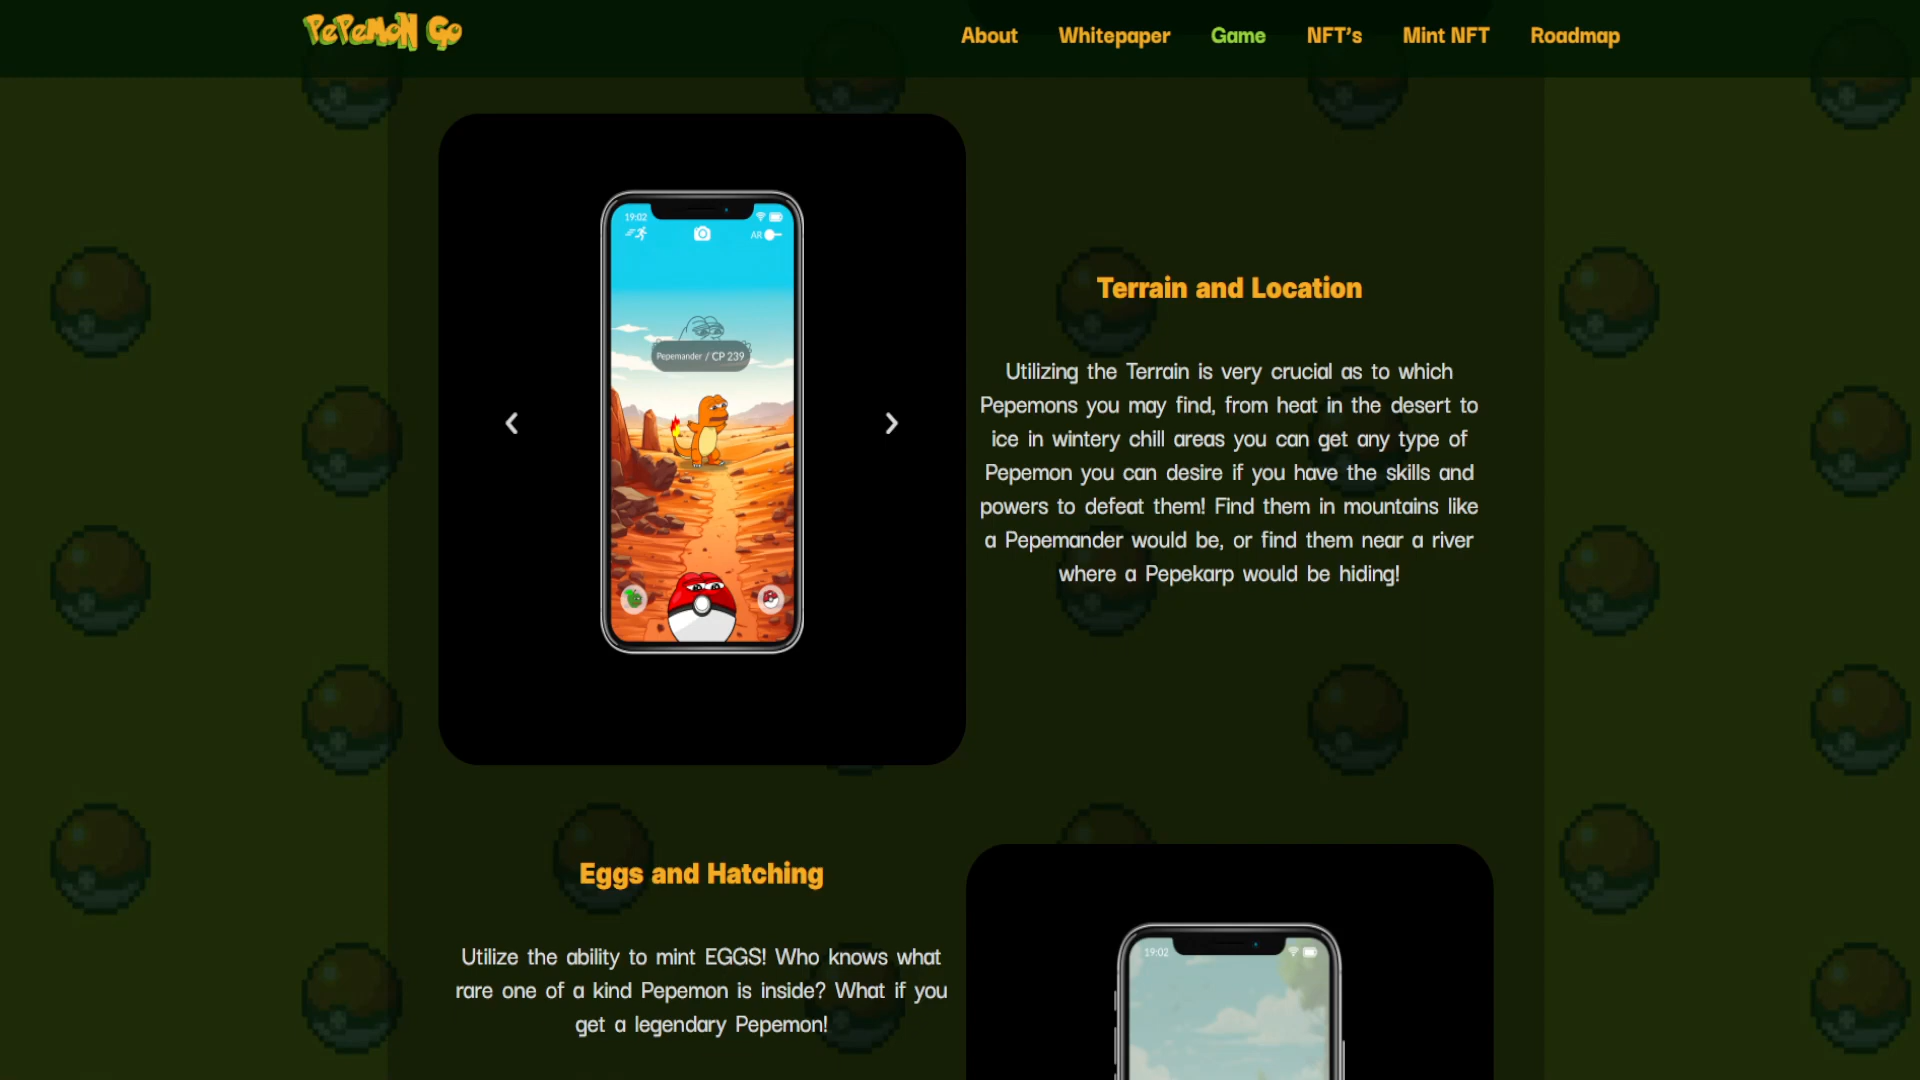 PePeMoN Go
About Whitepaper Game NFT’s Mint NFT Roadmap
19:02
AR
Pepemander / CP 239
Terrain and Location
Utilizing the Terrain is very crucial as to which
Pepemons you may find, from heat in the desert to
ice in wintery chill areas you can get any type of
Pepemon you can desire if you have the skills and
powers to defeat them! Find them in mountains like
a Pepemander would be, or find them near a river
where a Pepekarp would be hiding!
Eggs and Hatching
Utilize the ability to mint EGGS! Who knows what
rare one of a kind Pepemon is inside? What if you
get a legendary Pepemon!
19:02